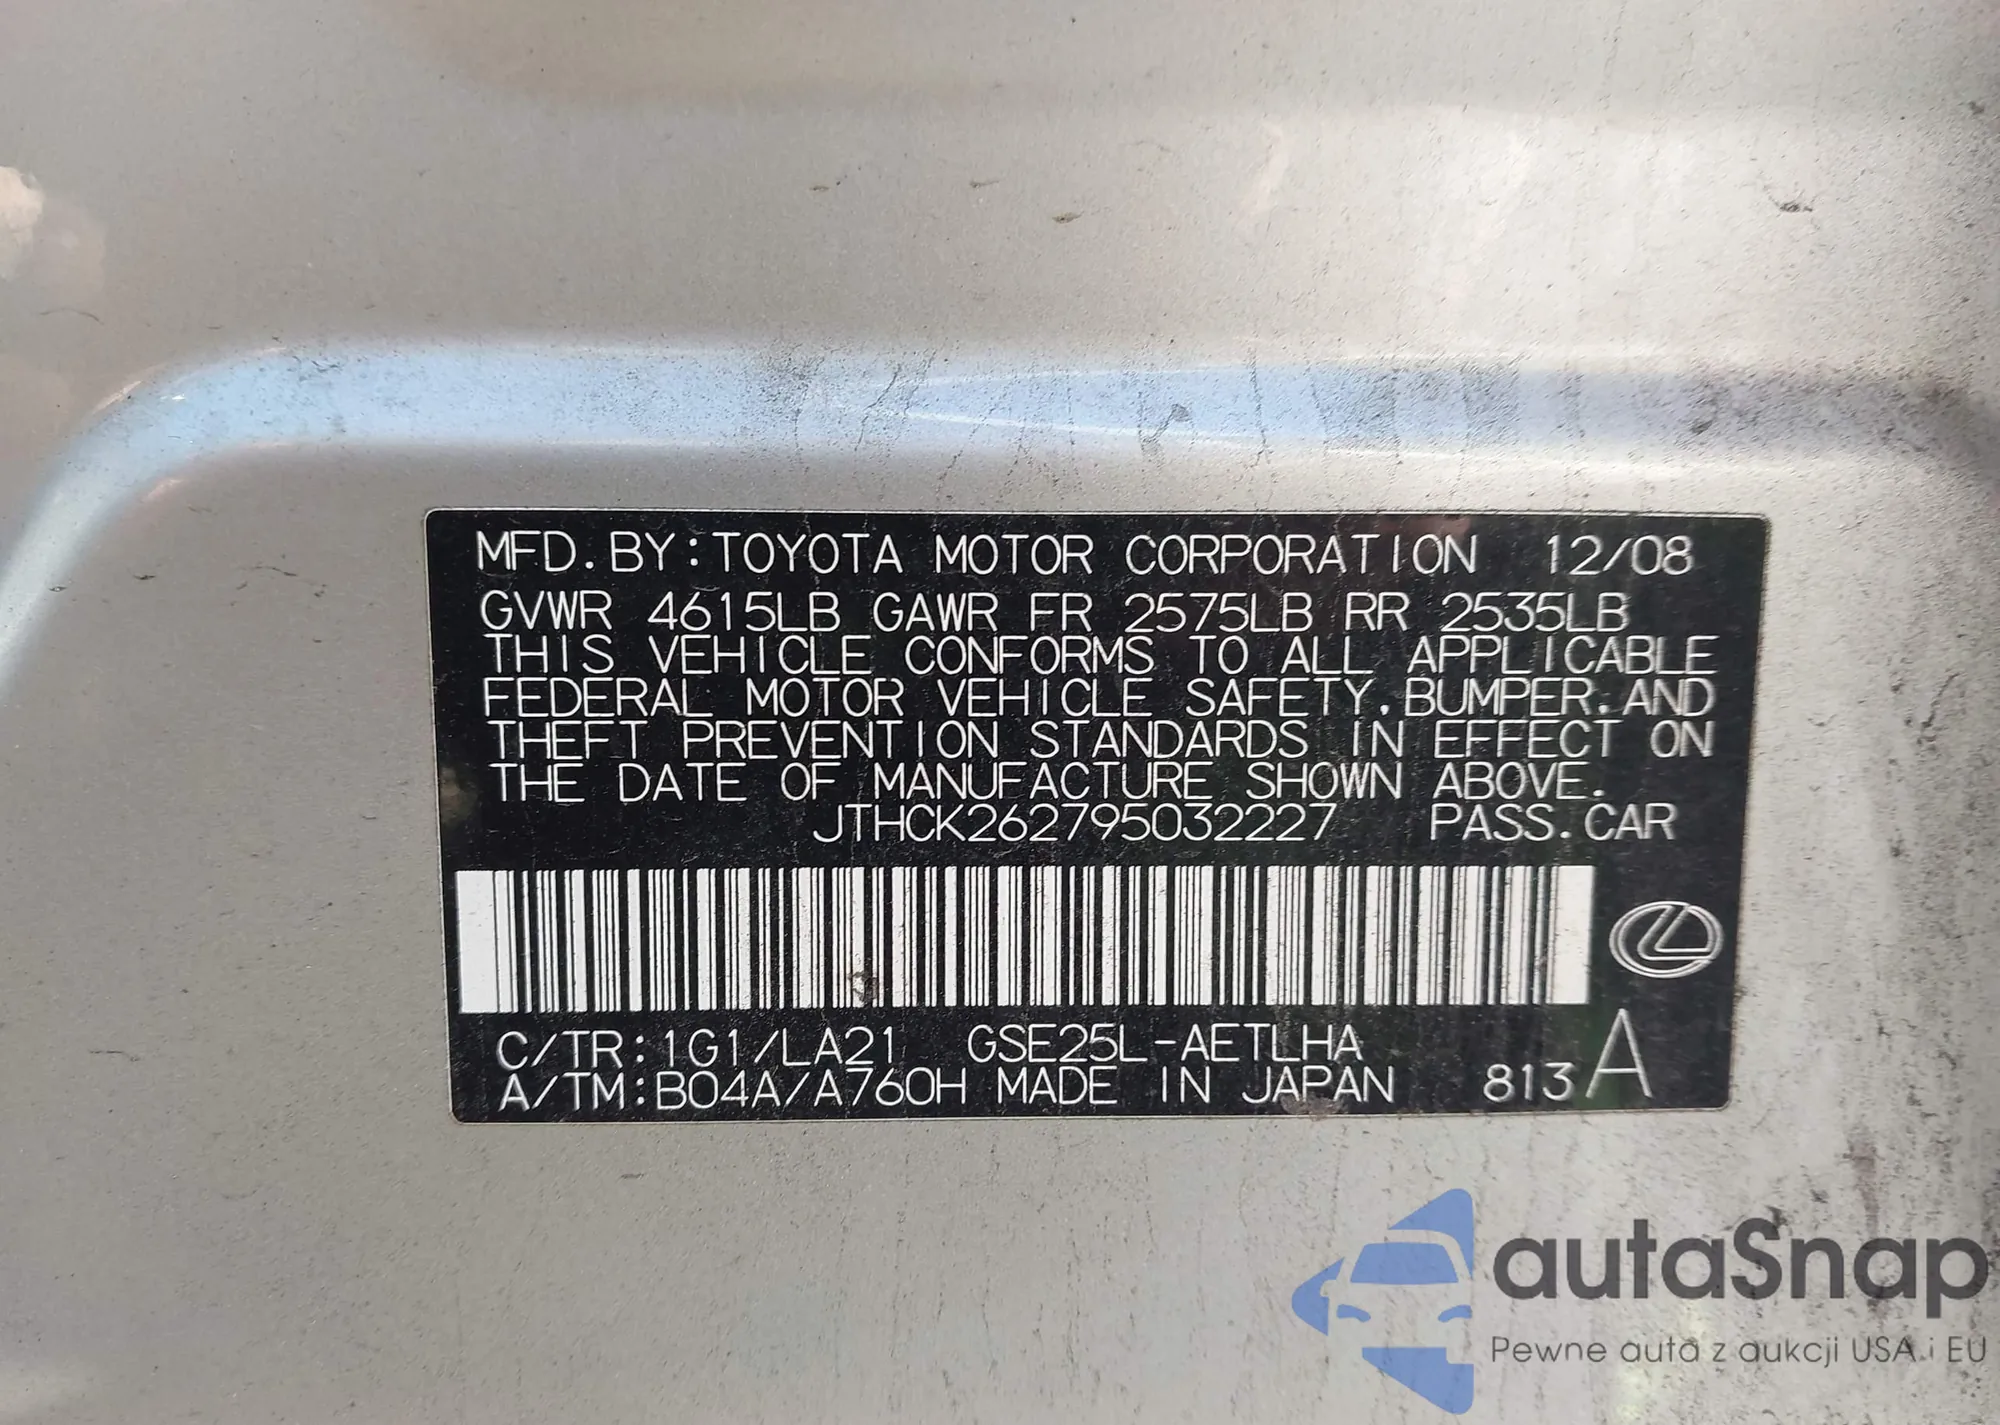 MFD. BY: TOYOTA MOTOR CORPORATION 12/08
GVWR 4615LB GAWR FR 2575LB RR 2535LB
THIS VEHICLE CONFORMS TO ALL APPLICABLE
FEDERAL MOTOR VEHICLE SAFETY, BUMPER, AND
THEFT PREVENTION STANDARDS IN EFFECT ON
THE DATE OF MANUFACTURE SHOWN ABOVE.
JTHCK262795032227 PASS. CAR
C/TR: 1G1/LA21 GSE25L-AETLHA
A/TM: B04A/A760H MADE IN JAPAN 813 A
autaSnap
Pewne auta z aukcji USA i EU